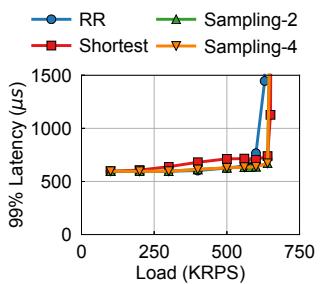 RR
Sampling-2
Shortest
Sampling-4
99% Latency (μs)
1500
1000
500
0
0
250
500
750
Load (KRPS)